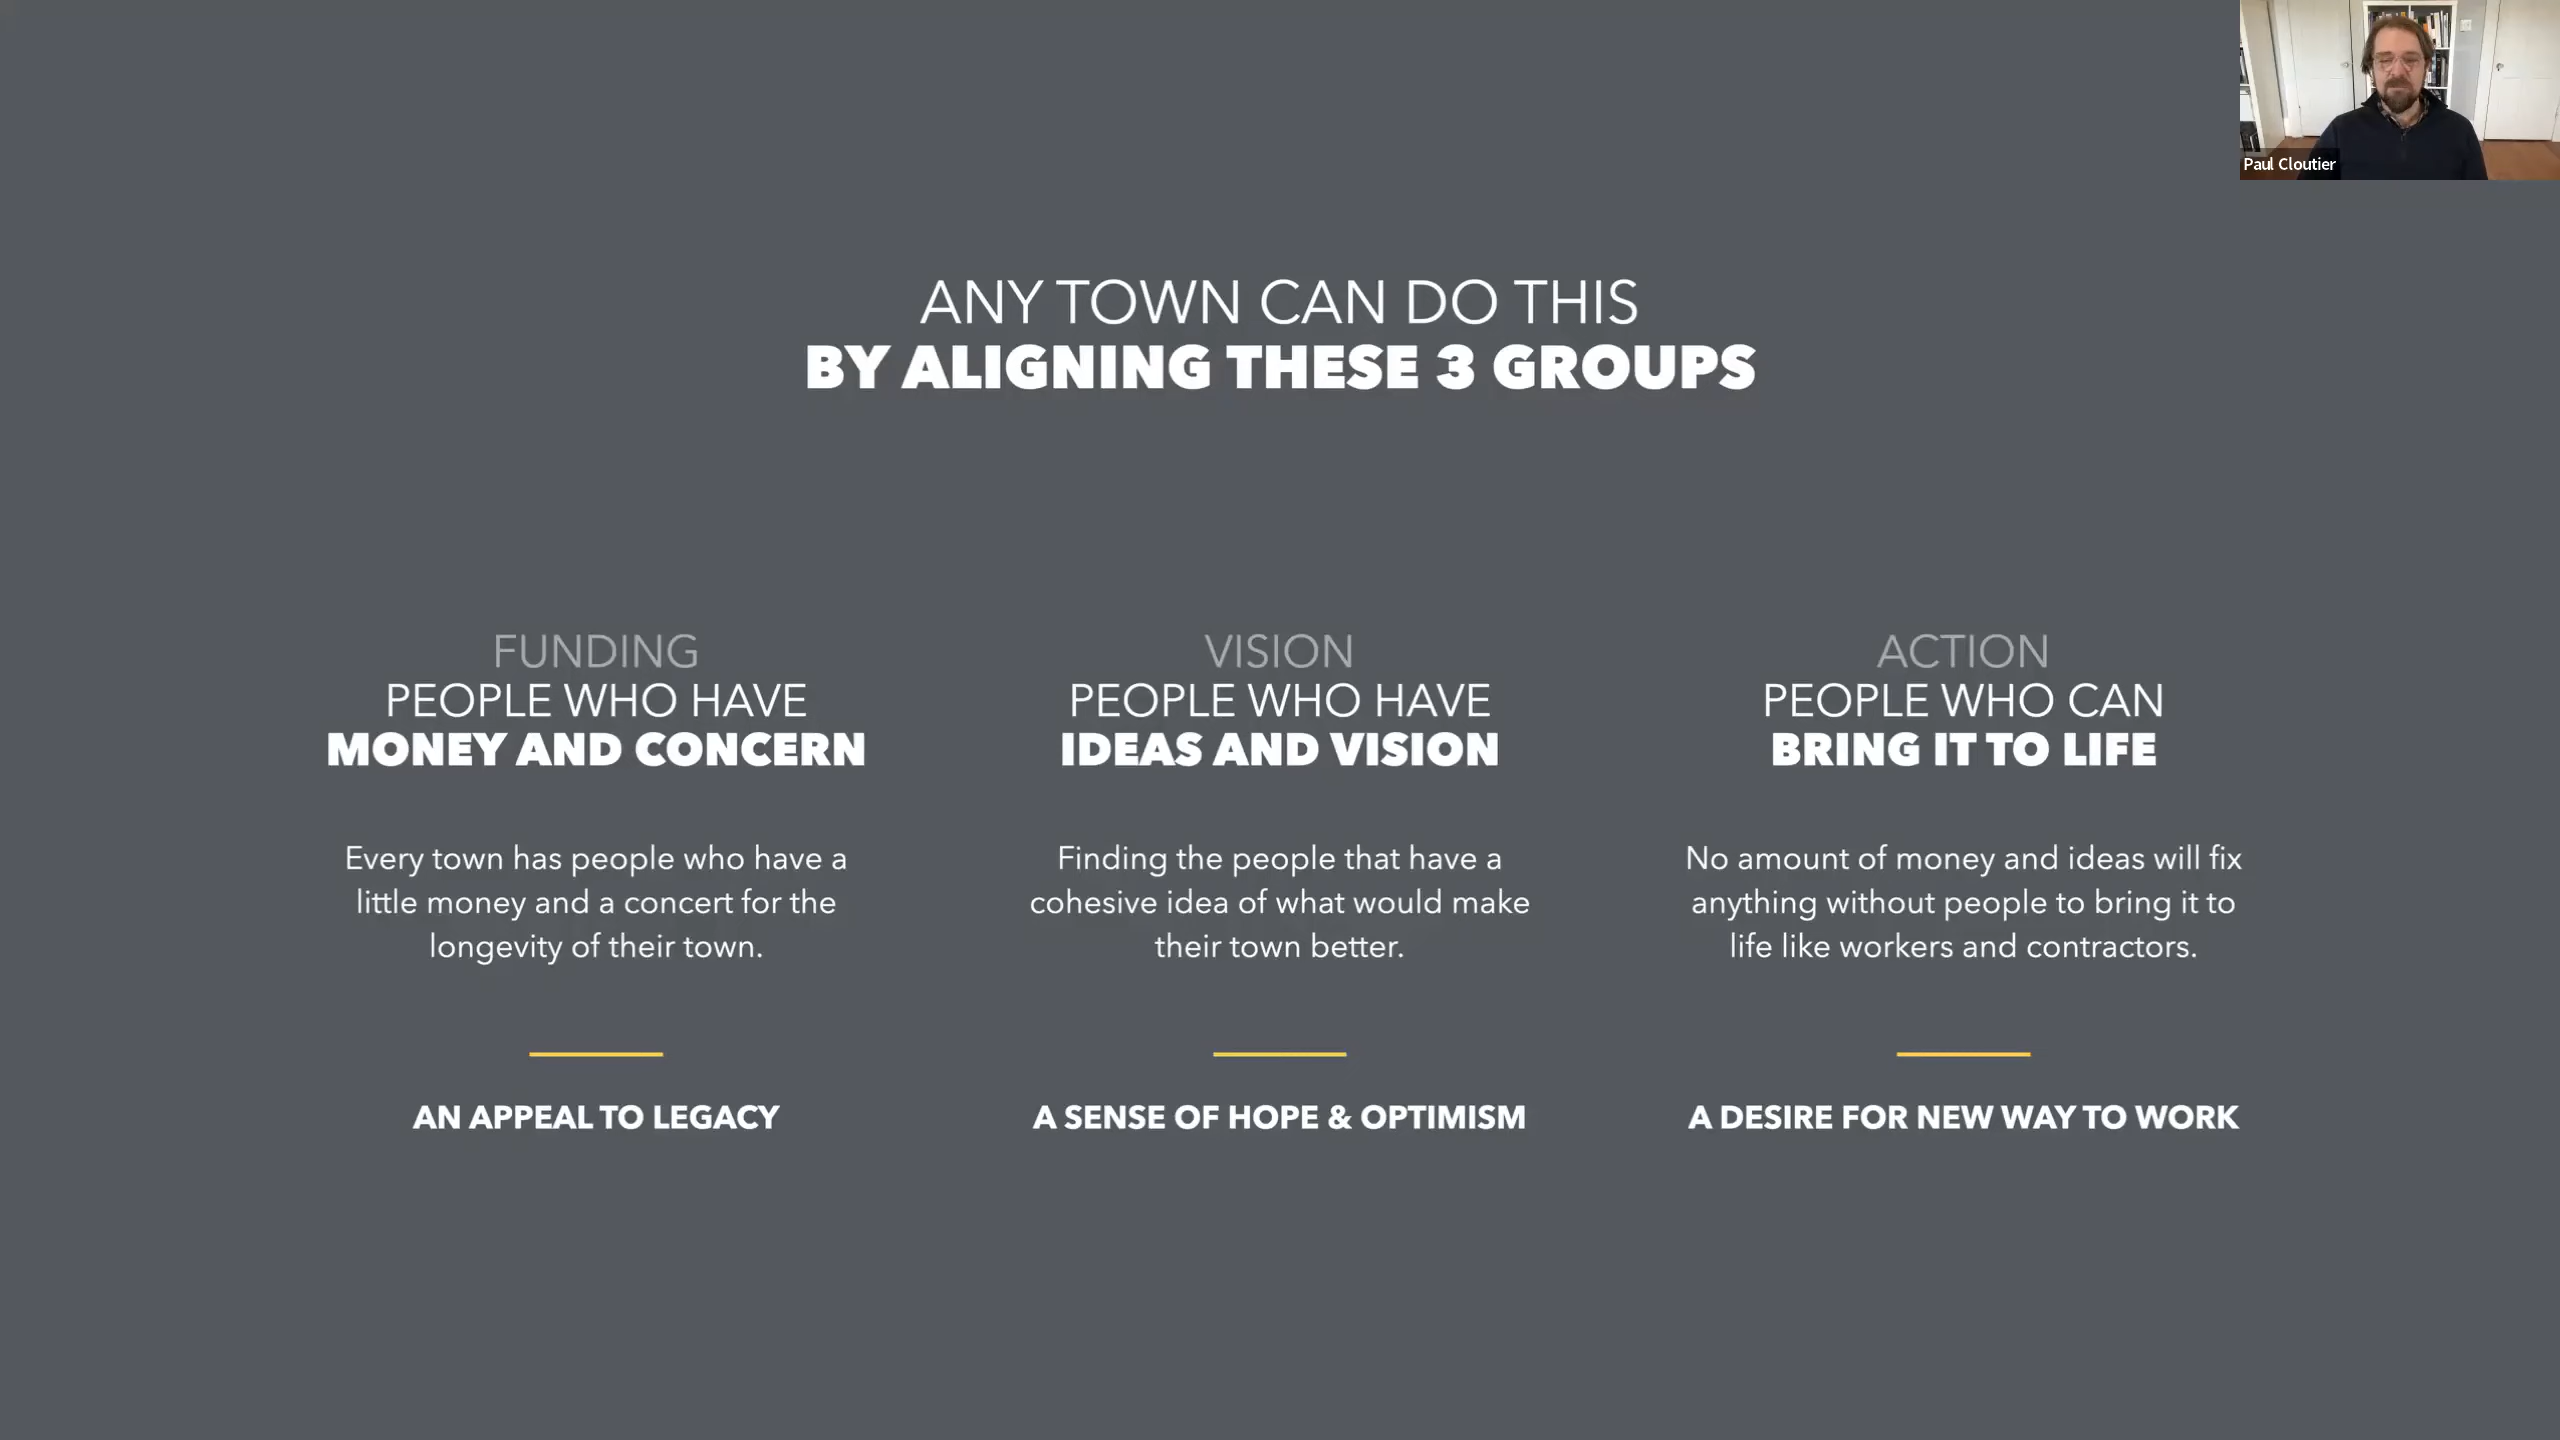 Paul Cloutier
ANY TOWN CAN DO THIS
BY ALIGNING THESE 3 GROUPS
FUNDING
PEOPLE WHO HAVE
MONEY AND CONCERN
Every town has people who have a
little money and a concert for the
longevity of their town.
AN APPEAL TO LEGACY
VISION
PEOPLE WHO HAVE
IDEAS AND VISION
Finding the people that have a
cohesive idea of what would make
their town better.
A SENSE OF HOPE & OPTIMISM
ACTION
PEOPLE WHO CAN
BRING IT TO LIFE
No amount of money and ideas will fix
anything without people to bring it to
life like workers and contractors.
A DESIRE FOR NEW WAY TO WORK